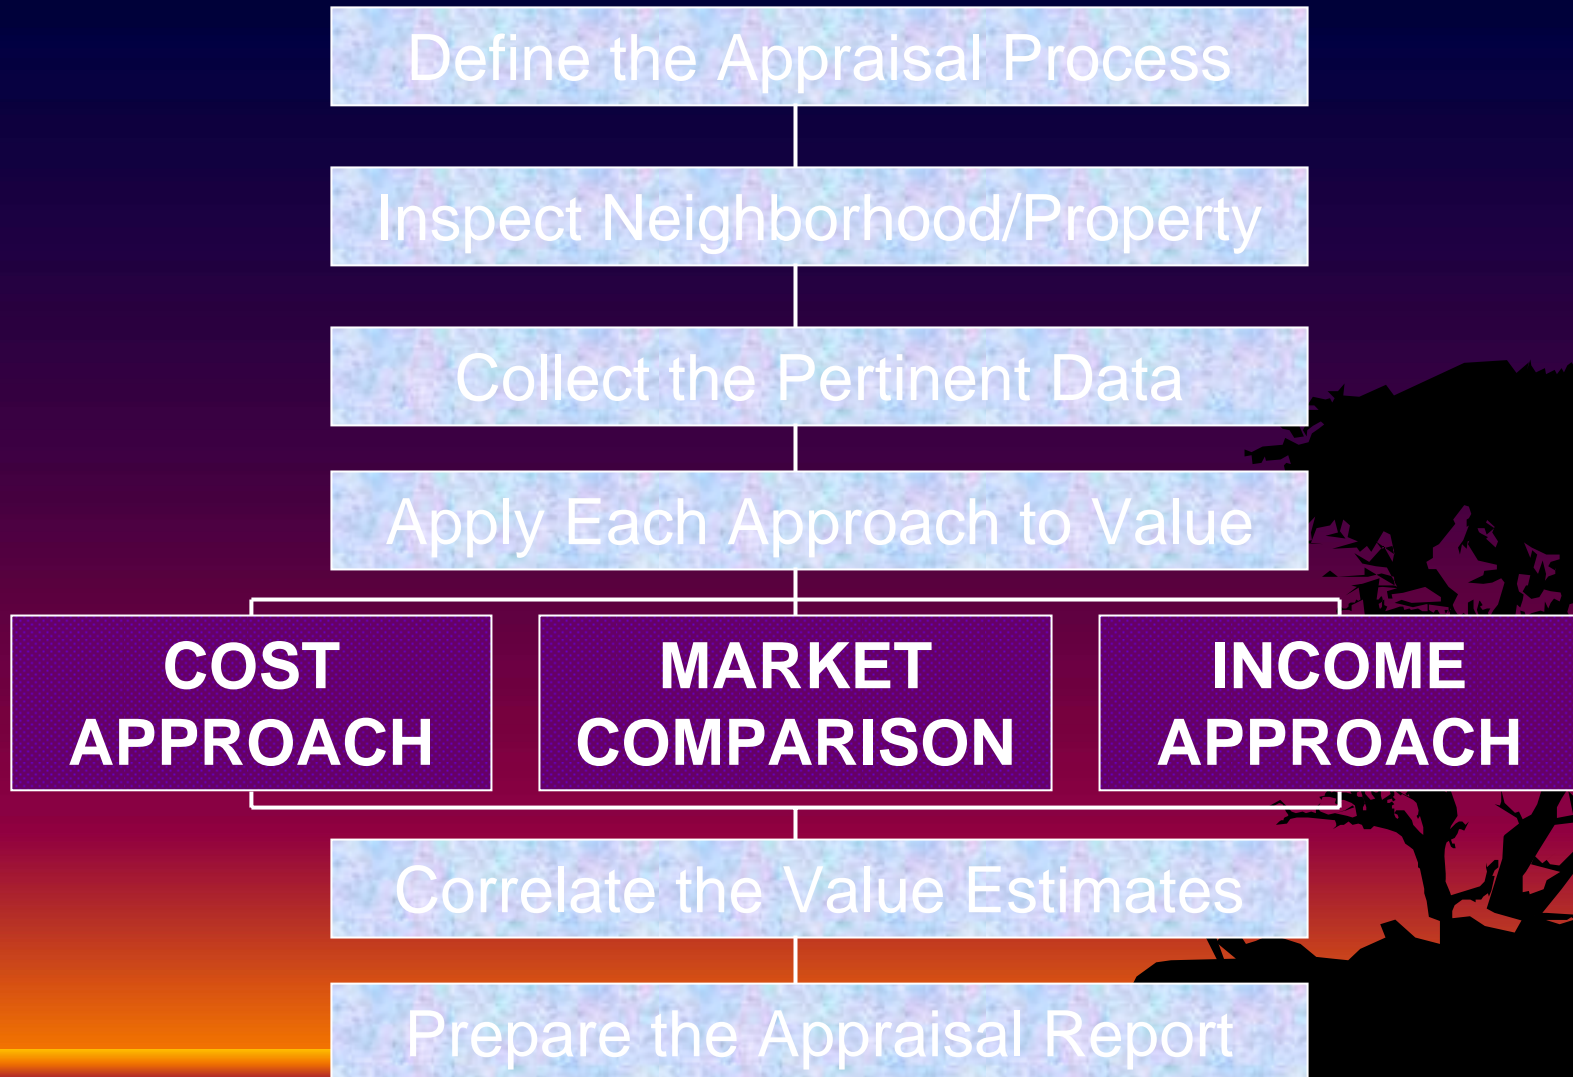 Define the Appraisal Process
Inspect Neighborhood/Property
Collect the Pertinent Data
Apply Each Approach to Value
COST
APPROACH
MARKET
COMPARISON
INCOME
APPROACH
Correlate the Value Estimates
Prepare the Appraisal Report